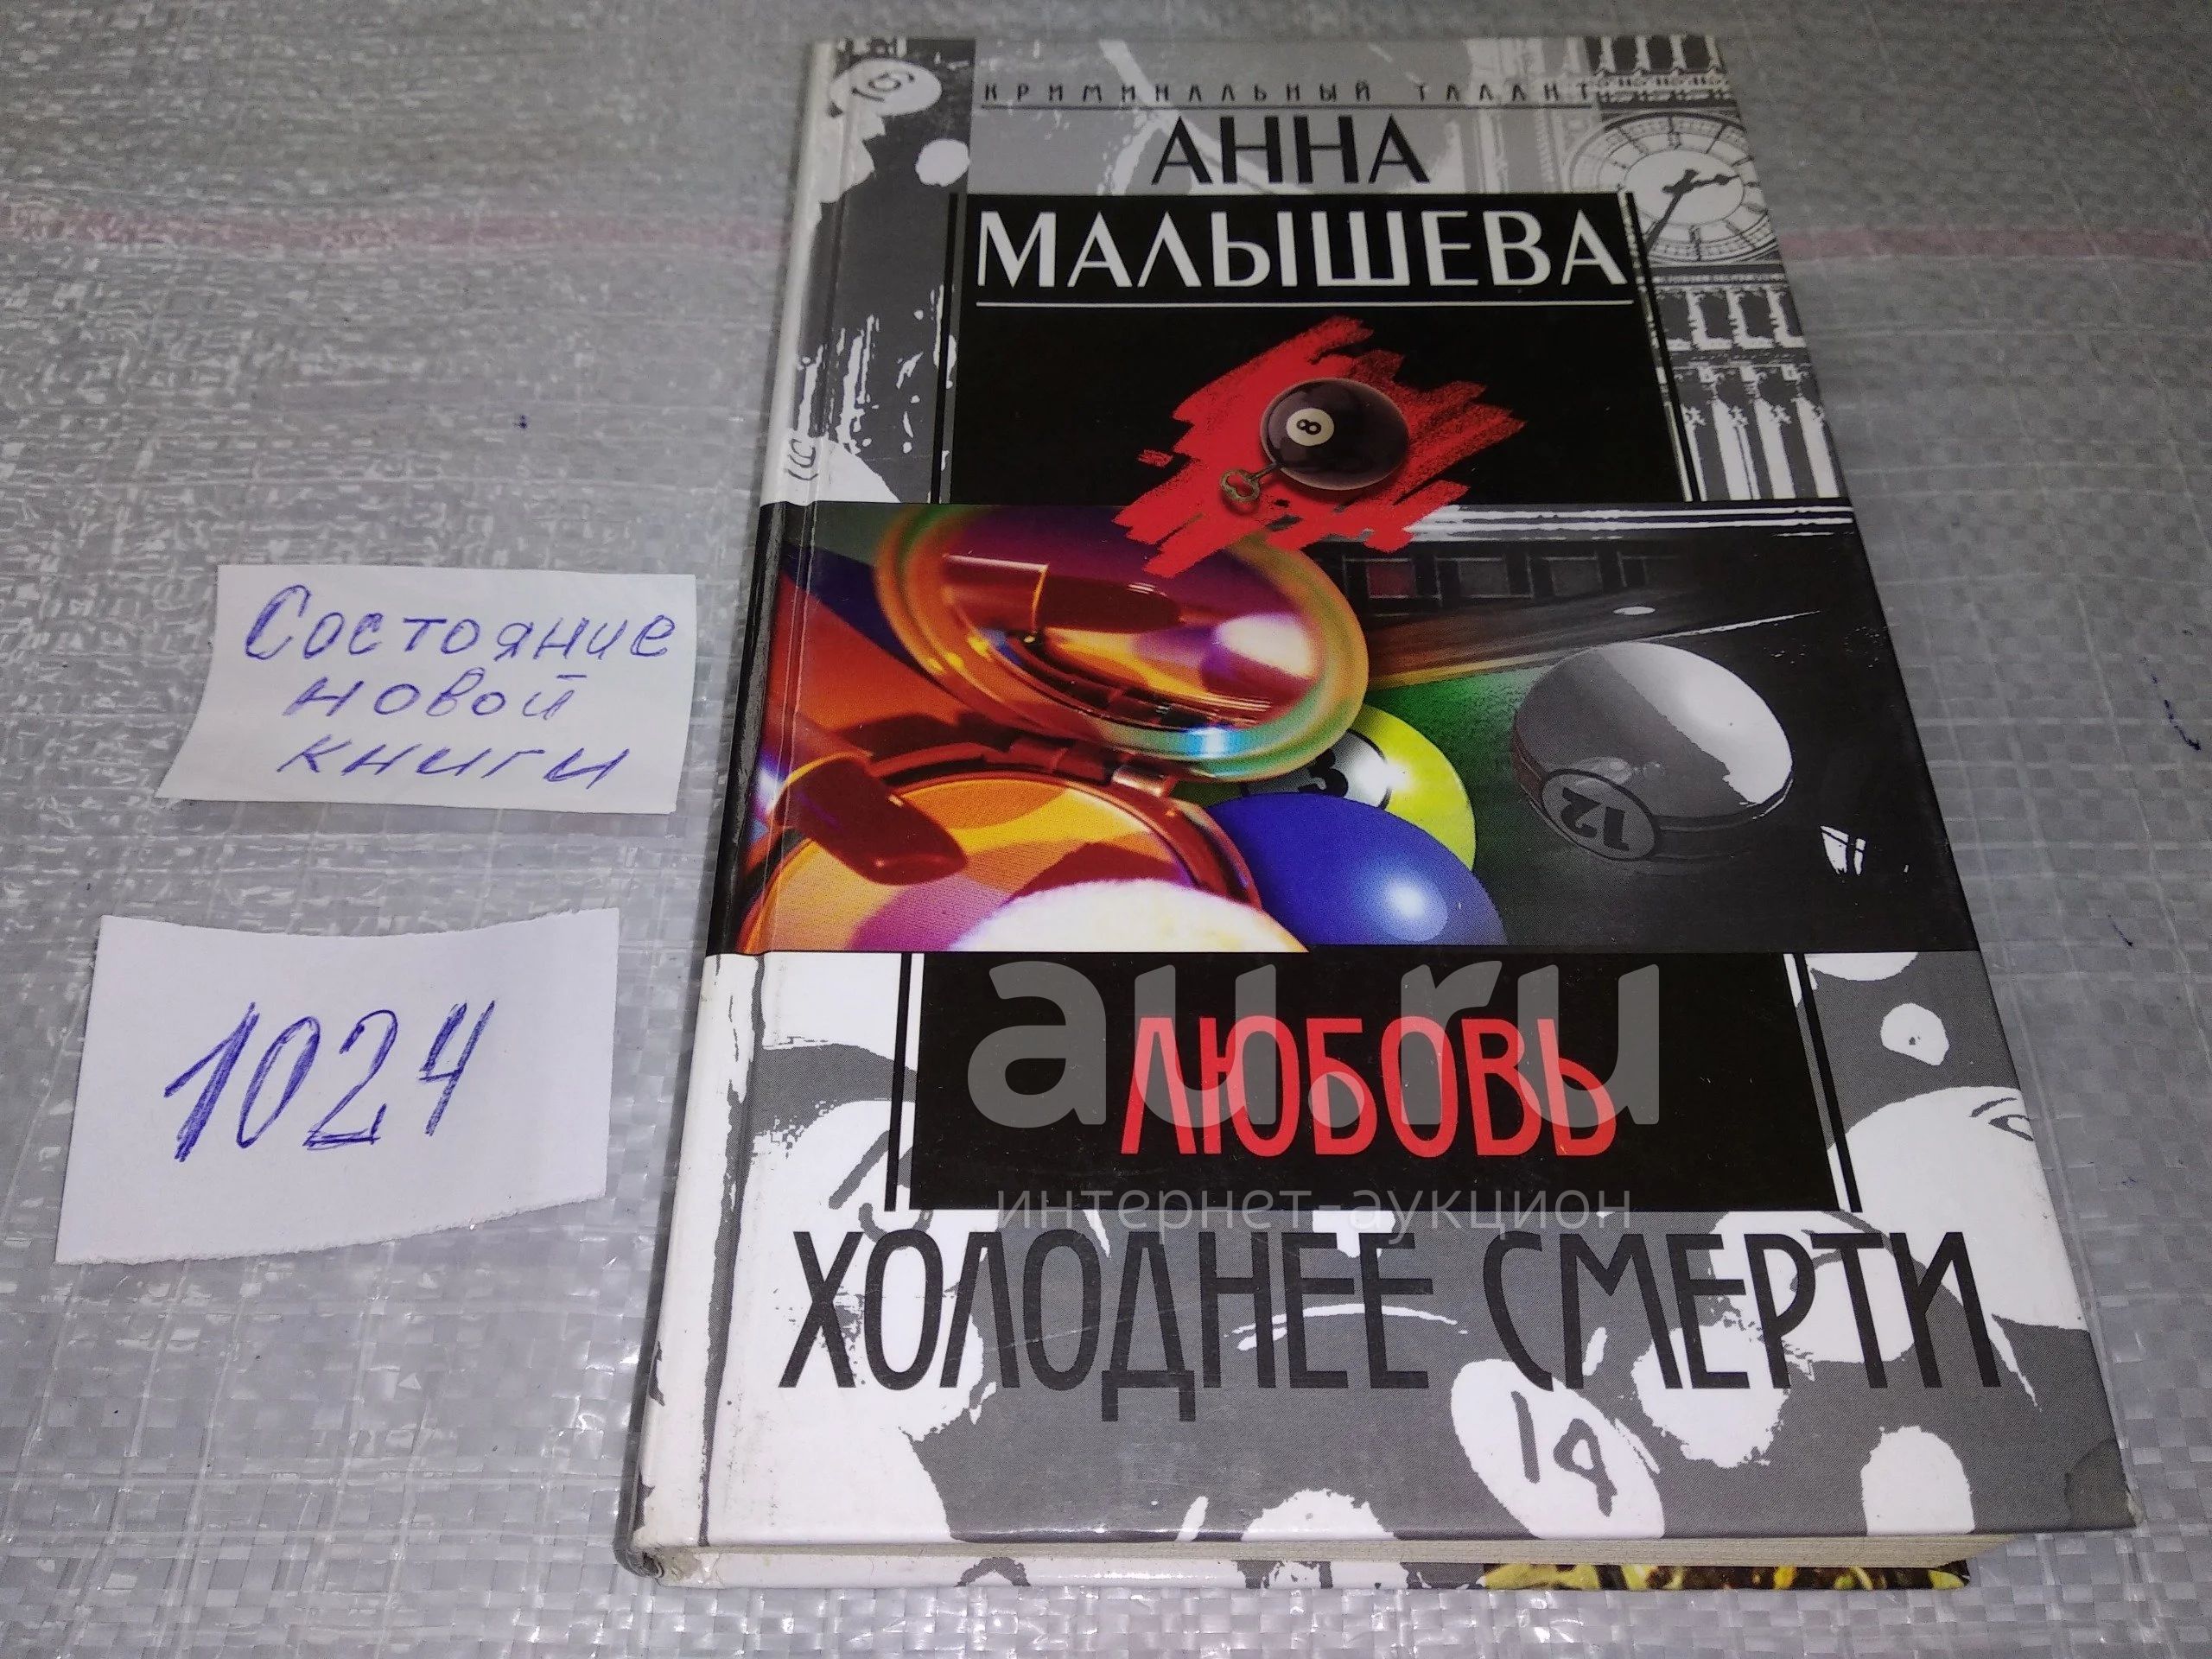 КРИМИНАЛЬНЫЙ ТАЛАНТ
АННА
МАЛЫШЕВА
8
3
12
ЛЮБОВЬ
ХОЛОДНЕЕ СМЕРТИ
14
Состояние
новой
книги
1024
au.ru
интернет-аукцион